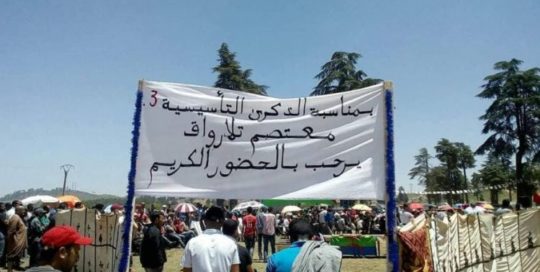 بمناسبة الذكرى التأسيسية 3.
معتصم تلارواق
يرحب بالحضور الكريم